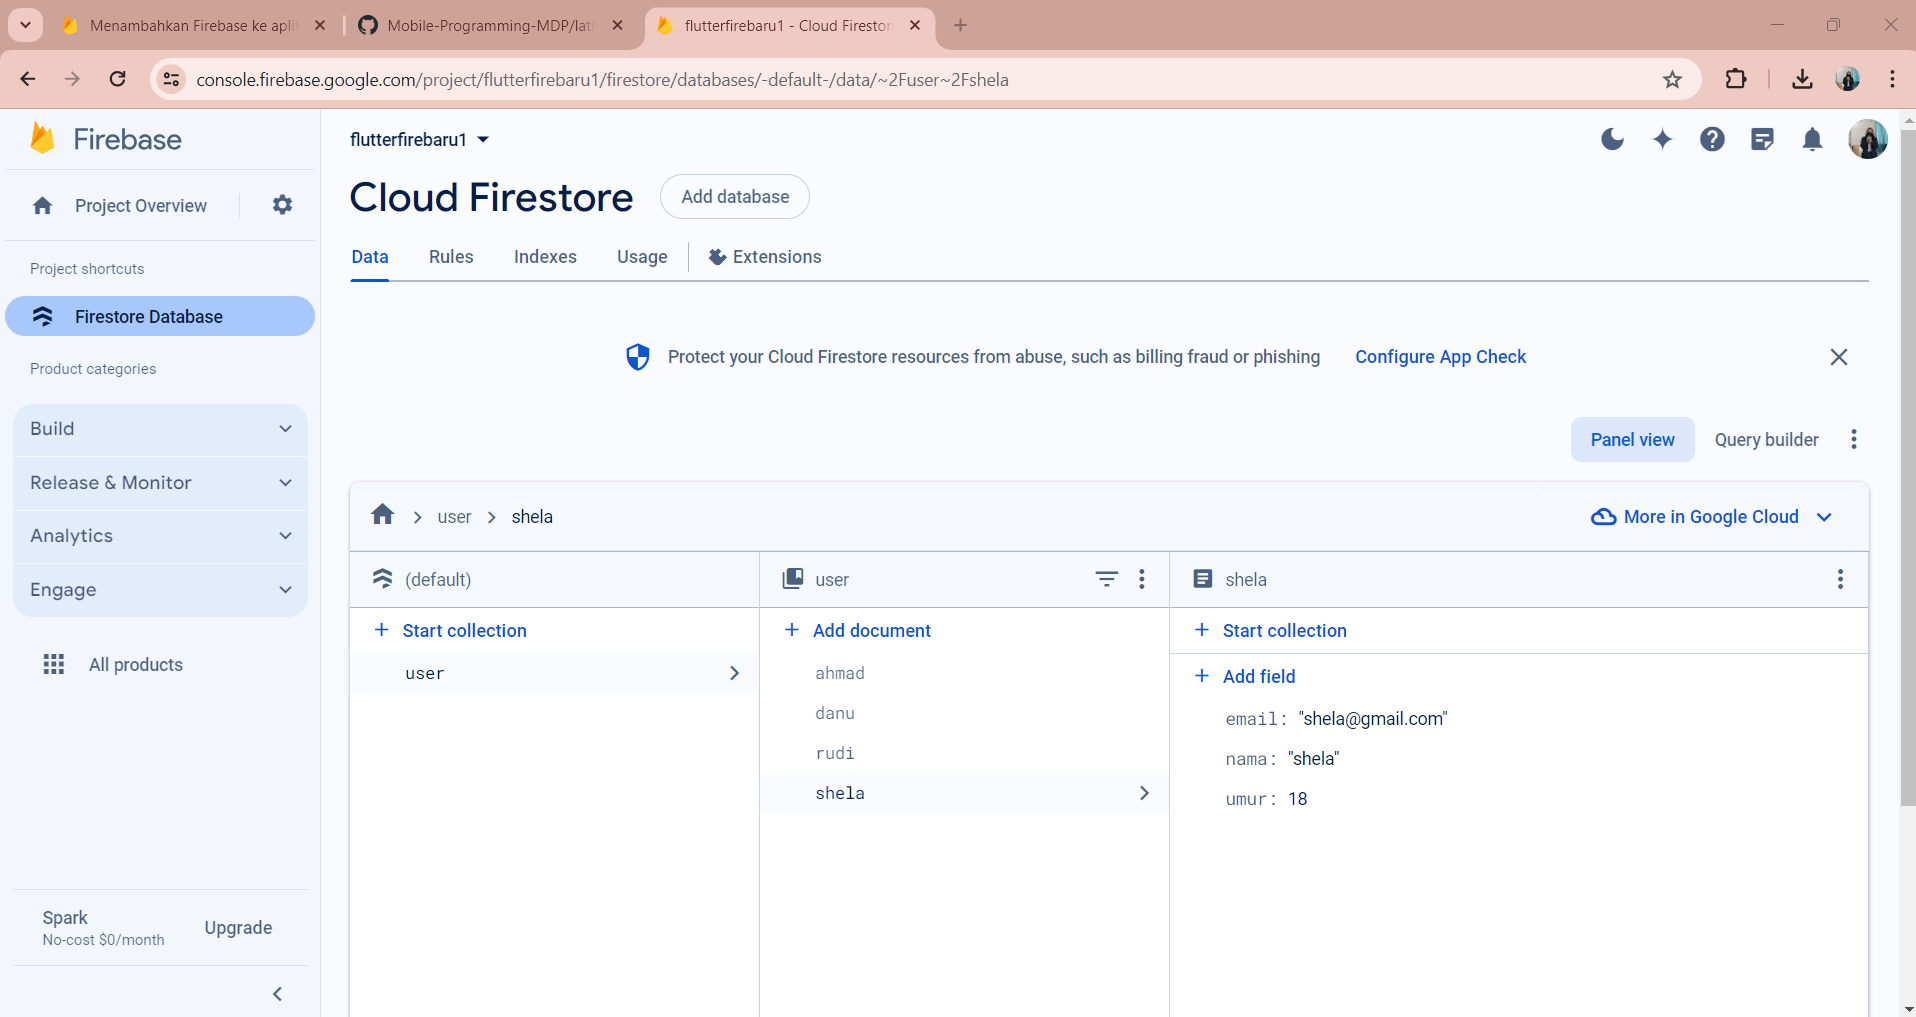 Menambahkan Firebase ke apli
Mobile-Programming-MDP/lati
flutterfirebaru1 - Cloud Firestor
console.firebase.google.com/project/flutterfirebaru1/firestore/databases/-default-/data/~2Fuser~2Fshela
Firebase
flutterfirebaru1
Project Overview
Cloud Firestore
Add database
Data
Rules
Indexes
Usage
Extensions
Project shortcuts
Firestore Database
Product categories
Build
Release & Monitor
Analytics
Engage
All products
Spark
No-cost $0/month
Upgrade
Protect your Cloud Firestore resources from abuse, such as billing fraud or phishing
Configure App Check
Panel view
Query builder
user
shela
More in Google Cloud
(default)
Start collection
user
user
Add document
ahmad
danu
rudi
shela
shela
Start collection
Add field
email: "shela@gmail.com"
nama: "shela"
umur: 18